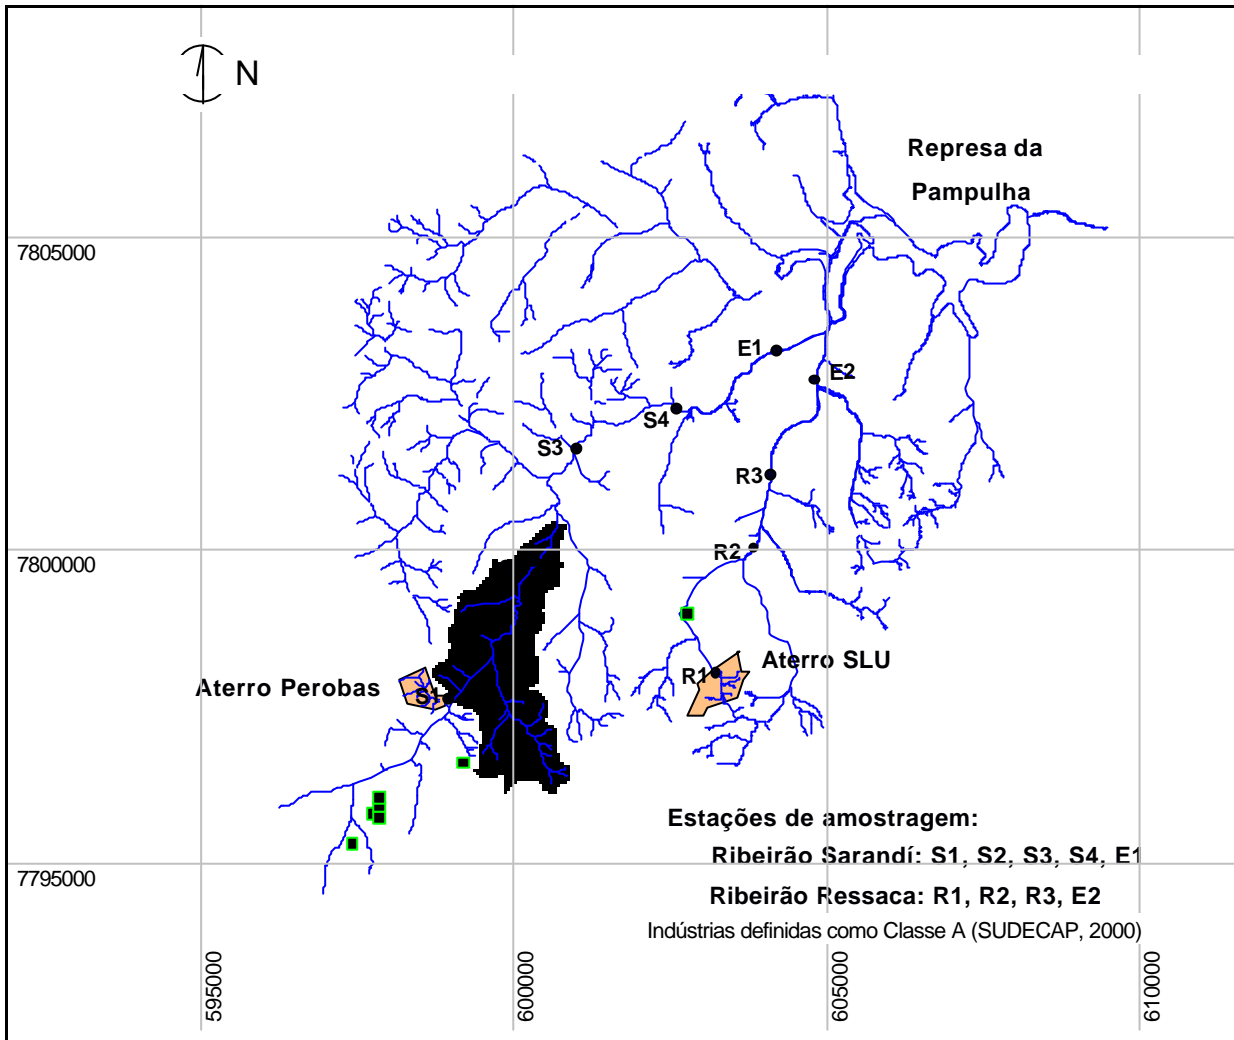 N
Represa da
Pampulha
7805000
E1
E2
S4
S3
R3
R2
7800000
Aterro SLU
R1
Aterro Perobas
S1
Estações de amostragem:
Ribeirão Sarandí: S1, S2, S3, S4, E1
7795000
Ribeirão Ressaca: R1, R2, R3, E2
Indústrias definidas como Classe A (SUDECAP, 2000)
595000
600000
605000
610000